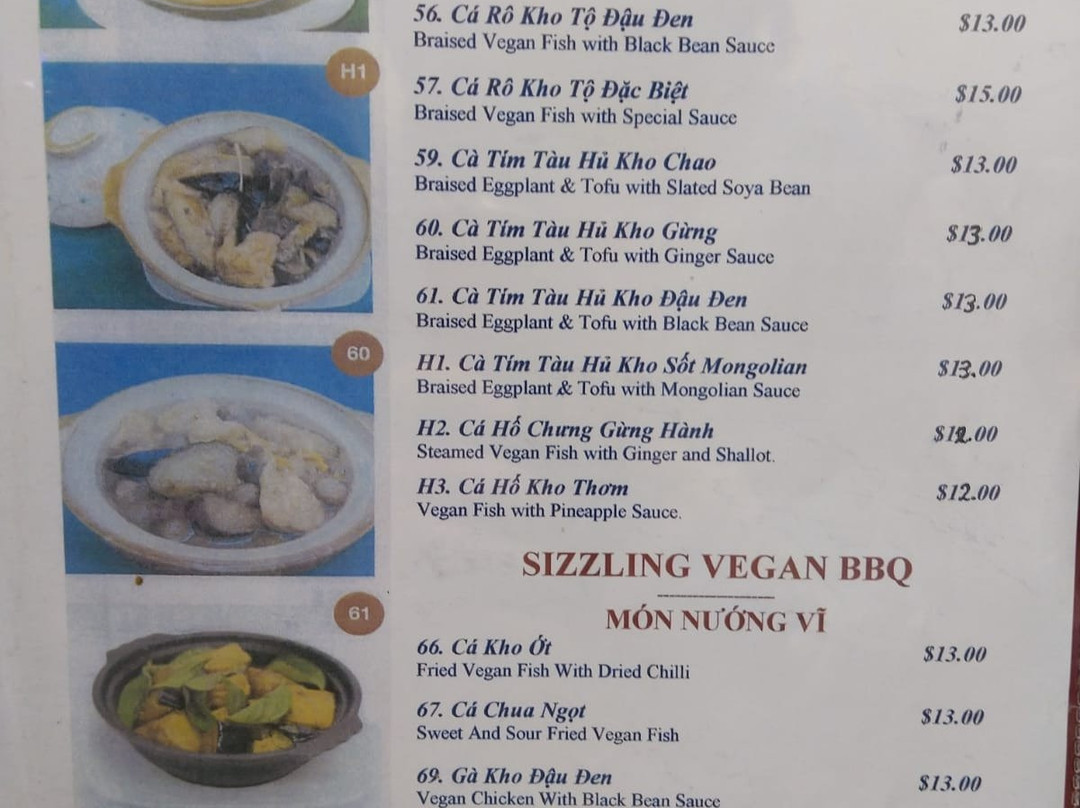 56. Cá Rô Kho Tộ Đậu Đen $13.00
Braised Vegan Fish with Black Bean Sauce
H1
57. Cá Rô Kho Tộ Đặc Biệt $15.00
Braised Vegan Fish with Special Sauce
59. Cà Tím Tàu Hủ Kho Chao $13.00
Braised Eggplant & Tofu with Slated Soya Bean
60. Cà Tím Tàu Hủ Kho Gừng $13.00
Braised Eggplant & Tofu with Ginger Sauce
61. Cà Tím Tàu Hủ Kho Đậu Đen $13.00
Braised Eggplant & Tofu with Black Bean Sauce
60
H1. Cà Tím Tàu Hủ Kho Sốt Mongolian $13.00
Braised Eggplant & Tofu with Mongolian Sauce
H2. Cá Hố Chưng Gừng Hành $12.00
Steamed Vegan Fish with Ginger and Shallot.
H3. Cá Hố Kho Thơm $12.00
Vegan Fish with Pineapple Sauce.
SIZZLING VEGAN BBQ
MÓN NƯỚNG VĨ
61
66. Cá Kho Ớt $13.00
Fried Vegan Fish With Dried Chilli
67. Cá Chua Ngọt $13.00
Sweet And Sour Fried Vegan Fish
69. Gà Kho Đậu Đen $13.00
Vegan Chicken With Black Bean Sauce